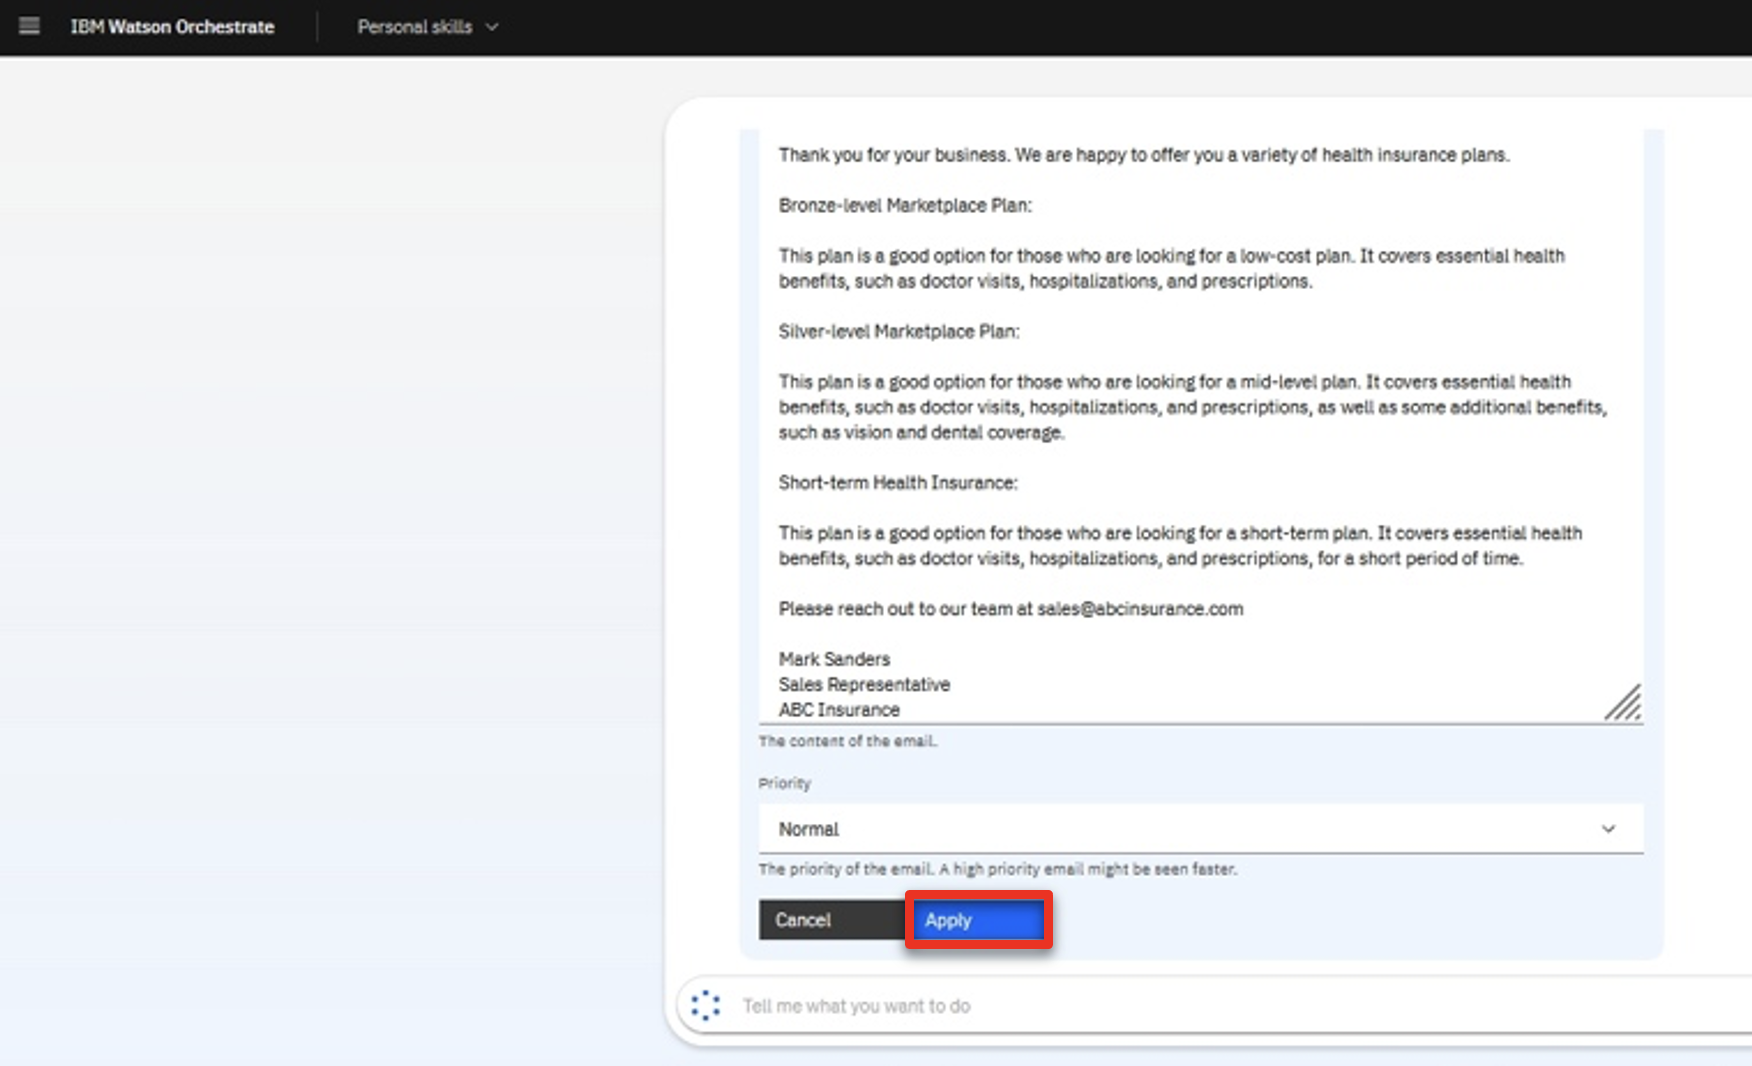 IBM Watson Orchestrate
Personal skills
Thank you for your business. We are happy to offer you a variety of health insurance plans.
Bronze-level Marketplace Plan:
This plan is a good option for those who are looking for a low-cost plan. It covers essential health
benefits, such as doctor visits, hospitalizations, and prescriptions.
Silver-level Marketplace Plan:
This plan is a good option for those who are looking for a mid-level plan. It covers essential health
benefits, such as doctor visits, hospitalizations, and prescriptions, as well as some additional benefits,
such as vision and dental coverage.
Short-term Health Insurance:
This plan is a good option for those who are looking for a short-term plan. It covers essential health
benefits, such as doctor visits, hospitalizations, and prescriptions, for a short period of time.
Please reach out to our team at sales@abcinsurance.com
Mark Sanders
Sales Representative
ABC Insurance
The content of the email.
Priority
Normal
The priority of the email. A high priority email might be seen faster.
Cancel
Apply
Tell me what you want to do